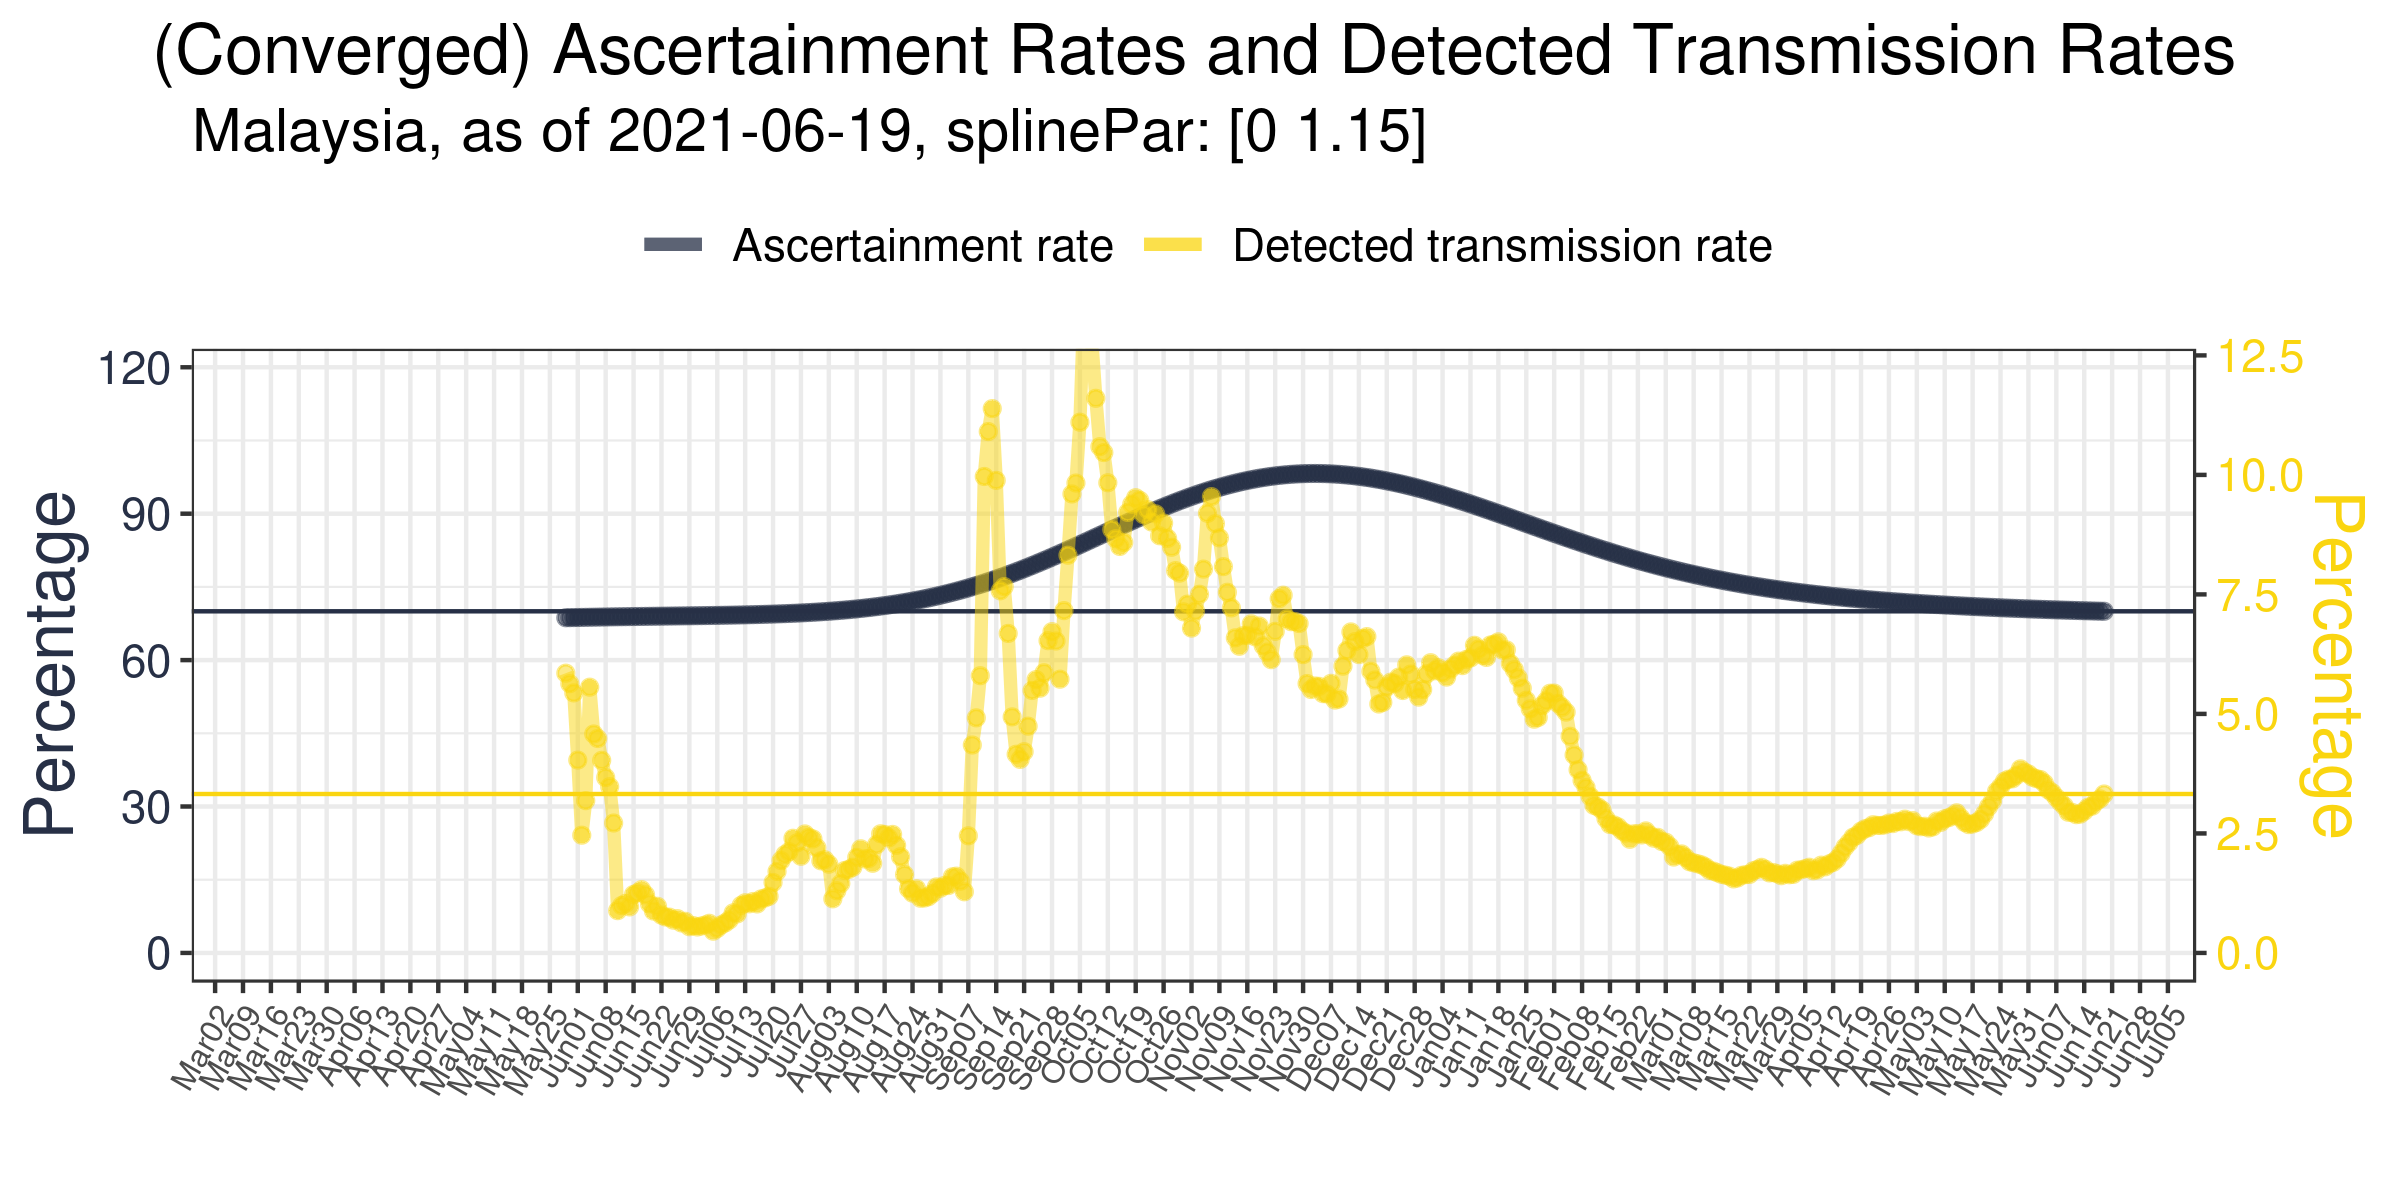 (Converged) Ascertainment Rates and Detected Transmission Rates
Malaysia, as of 2021-06-19, splinePar: [0 1.15]
Ascertainment rate
Detected transmission rate
Percentage
120
90
60
30
0
12.5
10.0
7.5
5.0
2.5
0.0
Percentage
Mar02
Mar09
Mar16
Mar23
Mar30
Apr06
Apr13
Apr20
Apr27
May04
May11
May18
May25
Jun01
Jun08
Jun15
Jun22
Jun29
Jul06
Jul13
Jul20
Jul27
Aug03
Aug10
Aug17
Aug24
Aug31
Sep07
Sep14
Sep21
Sep28
Oct05
Oct12
Oct19
Oct26
Nov02
Nov09
Nov16
Nov23
Nov30
Dec07
Dec14
Dec21
Dec28
Jan04
Jan11
Jan18
Jan25
Feb01
Feb08
Feb15
Feb22
Mar01
Mar08
Mar15
Mar22
Mar29
Apr05
Apr12
Apr19
Apr26
May03
May10
May17
May24
May31
Jun07
Jun14
Jun21
Jun28
Jul05